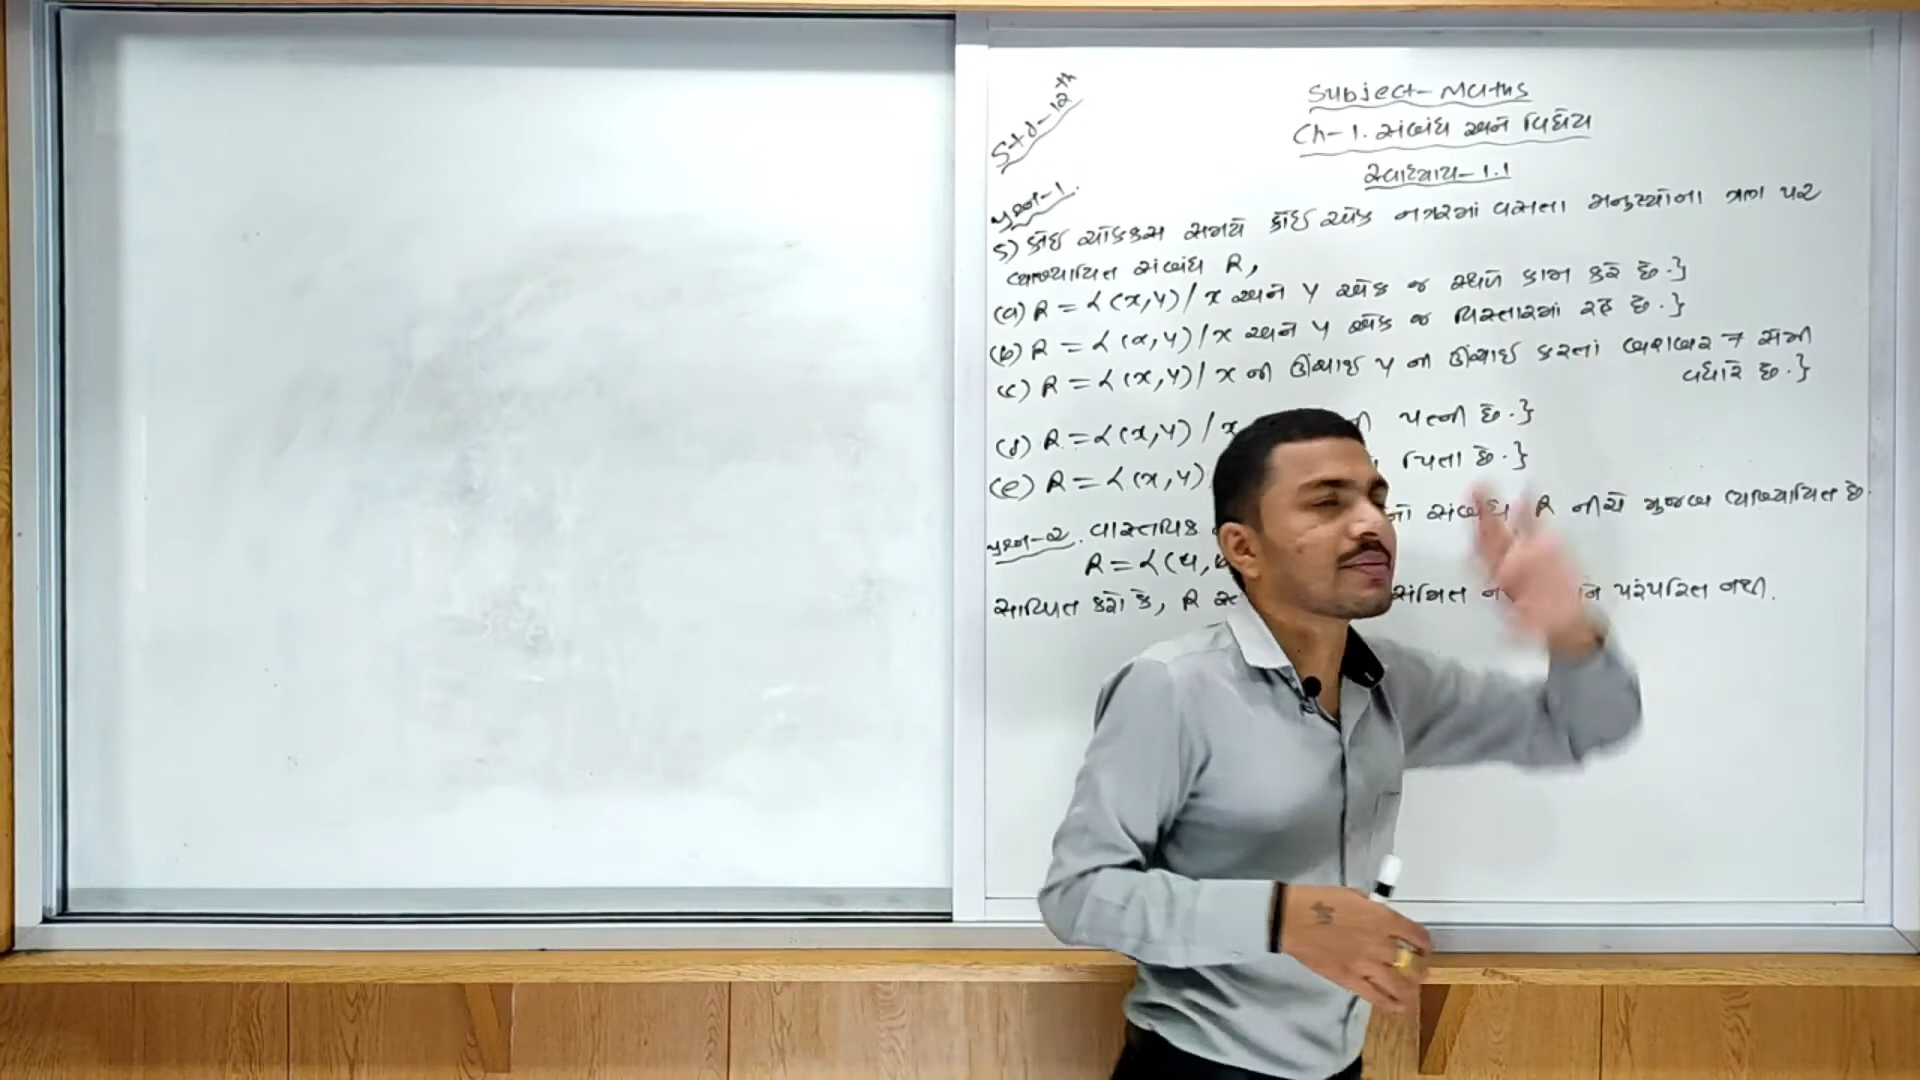 Std-12th
Subject- Maths
Ch-1. સંબંધ અને વિધેય
સ્વાધ્યાય-1.1
પ્રશ્ન-1.
5) કોઈ ચોક્કસ સમયે કોઈ એક નગરમાં વસતા મનુષ્યોના ગણ પર
વ્યાખ્યાયિત સંબંધ R,
(a) R = {(x,y) / x અને y એક જ સ્થળે કામ કરે છે.}
(b) R = {(x,y) / x અને y એક જ વિસ્તારમાં રહે છે.}
(c) R = {(x,y) / x ની ઊંચાઈ y ની ઊંચાઈ કરતાં બરાબર 7 સેમી
વધારે છે.}
(d) R = {(x,y) / x પત્ની છે.}
(e) R = {(x,y) પિતા છે.}
પ્રશ્ન-2. વાસ્તવિક સંબંધ R નીચે મુજબ વ્યાખ્યાયિત છે.
R = {(a,b
સાબિત કરો કે, R સંમિત પરંપરિત નથી.